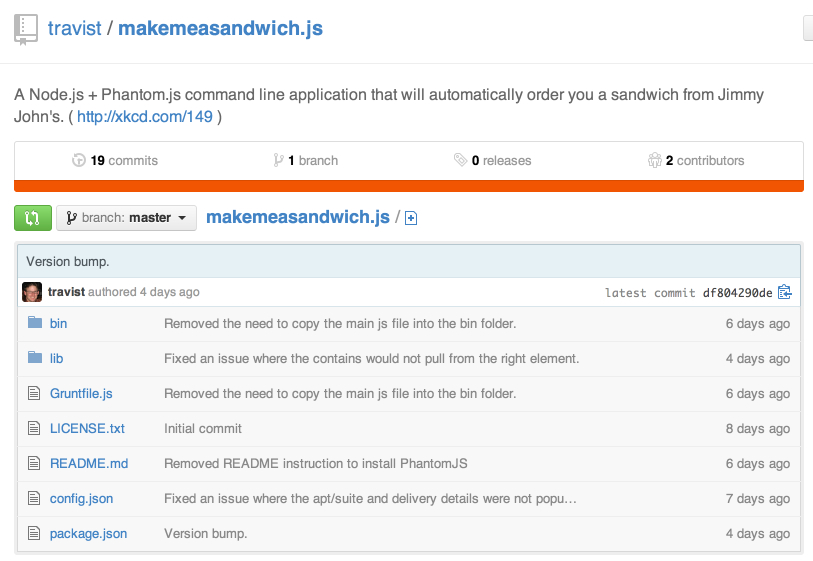 travist / makemeasandwich.js
A Node.js + Phantom.js command line application that will automatically order you a sandwich from Jimmy
John's. ( http://xkcd.com/149 )
19 commits 1 branch 0 releases 2 contributors
branch: master makemeasandwich.js /
Version bump.
travist authored 4 days ago latest commit df804290de
bin Removed the need to copy the main js file into the bin folder. 6 days ago
lib Fixed an issue where the contains would not pull from the right element. 4 days ago
Gruntfile.js Removed the need to copy the main js file into the bin folder. 6 days ago
LICENSE.txt Initial commit 8 days ago
README.md Removed README instruction to install PhantomJS 6 days ago
config.json Fixed an issue where the apt/suite and delivery details were not popu… 7 days ago
package.json Version bump. 4 days ago